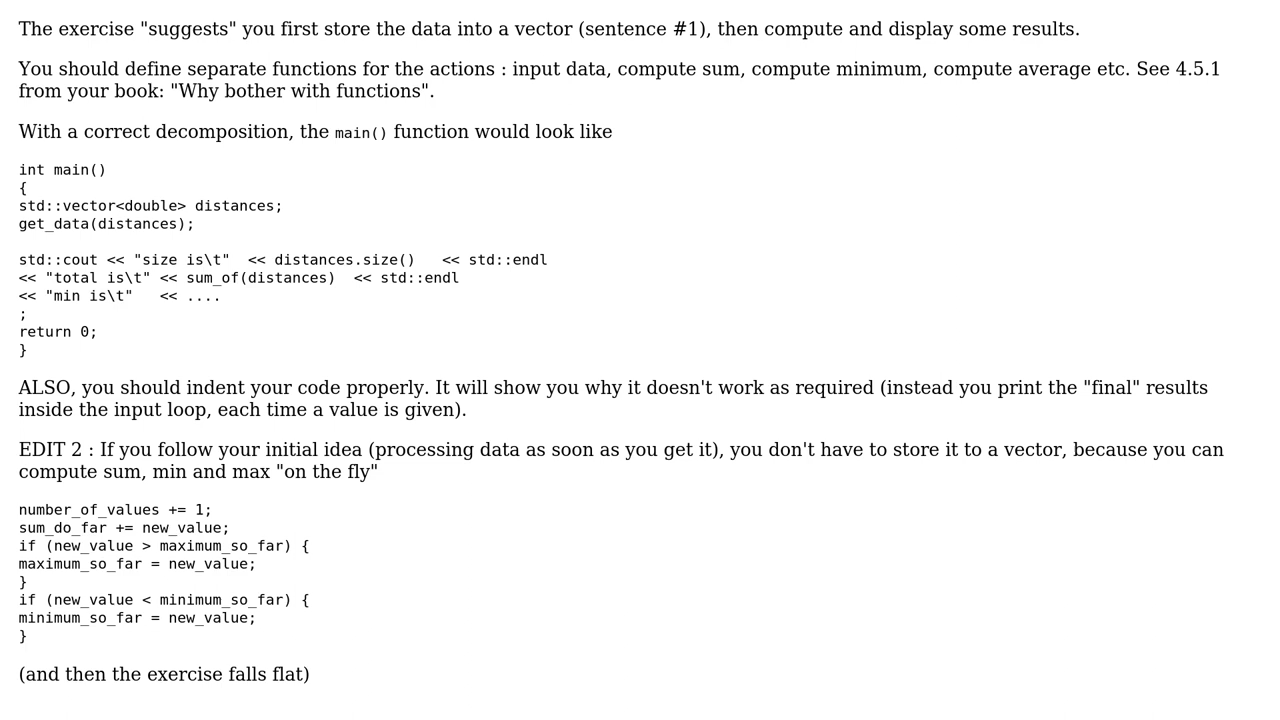 The exercise "suggests" you first store the data into a vector (sentence #1), then compute and display some results.
You should define separate functions for the actions : input data, compute sum, compute minimum, compute average etc. See 4.5.1
from your book: "Why bother with functions".
With a correct decomposition, the main() function would look like
int main()
{
std::vector<double> distances;
get_data(distances);
std::cout << "size is\t"  << distances.size()   << std::endl
<< "total is\t" << sum_of(distances)  << std::endl
<< "min is\t"   << ....
;
return 0;
}
ALSO, you should indent your code properly. It will show you why it doesn't work as required (instead you print the "final" results
inside the input loop, each time a value is given).
EDIT 2 : If you follow your initial idea (processing data as soon as you get it), you don't have to store it to a vector, because you can
compute sum, min and max "on the fly"
number_of_values += 1;
sum_do_far += new_value;
if (new_value > maximum_so_far) {
maximum_so_far = new_value;
}
if (new_value < minimum_so_far) {
minimum_so_far = new_value;
}
(and then the exercise falls flat)